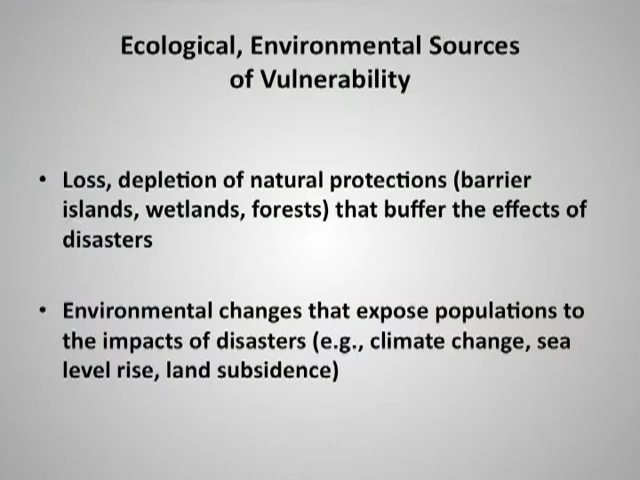 Ecological, Environmental Sources
of Vulnerability
• Loss, depletion of natural protections (barrier
islands, wetlands, forests) that buffer the effects of
disasters
• Environmental changes that expose populations to
the impacts of disasters (e.g., climate change, sea
level rise, land subsidence)